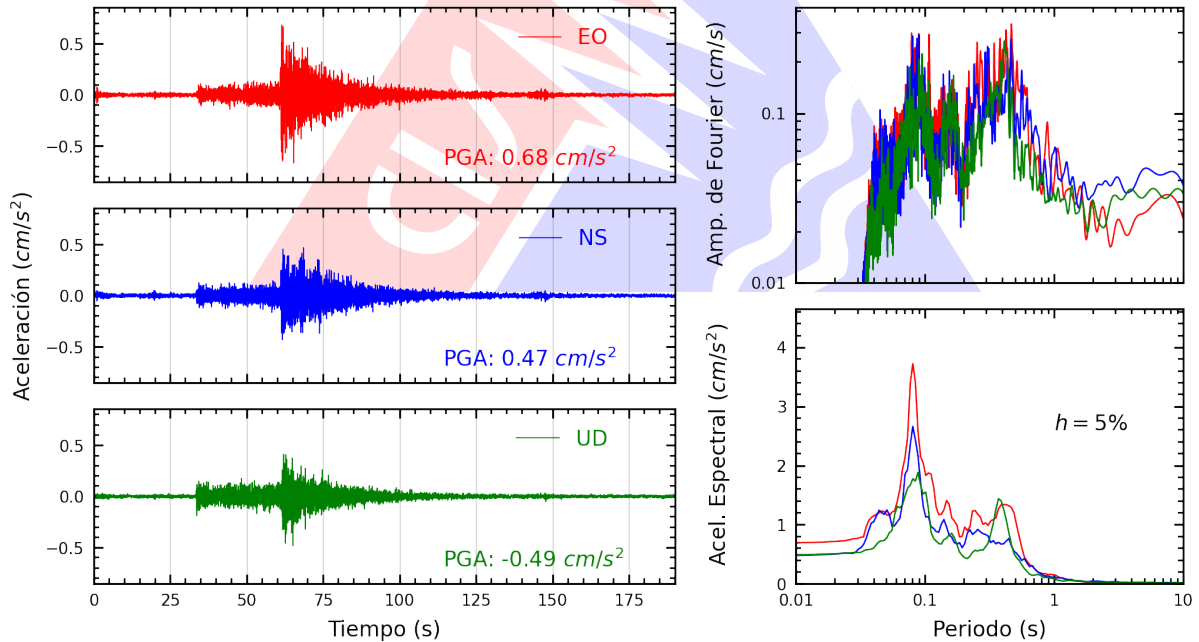 Aceleración (cm/s²)
0.5
0.0
−0.5
EO
PGA: 0.68 cm/s²
0.5
0.0
−0.5
NS
PGA: 0.47 cm/s²
0.5
0.0
−0.5
UD
PGA: -0.49 cm/s²
0 25 50 75 100 125 150 175
Tiempo (s)
Amp. de Fourier (cm/s)
0.1
0.01
Acel. Espectral (cm/s²)
4
3
2
1
0
h = 5%
0.01 0.1 1 10
Periodo (s)